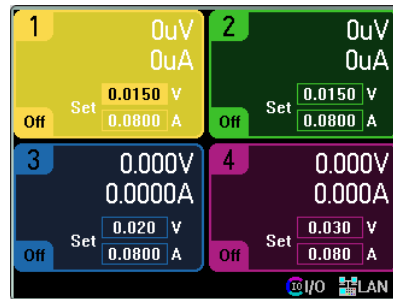 1 0uV
0uA
Set 0.0150 V
Off 0.0800 A
2 0uV
0uA
Set 0.0150 V
Off 0.0800 A
3 0.000V
0.0000A
Set 0.020 V
Off 0.0800 A
4 0.000V
0.000A
Set 0.030 V
Off 0.080 A
IO I/O LAN